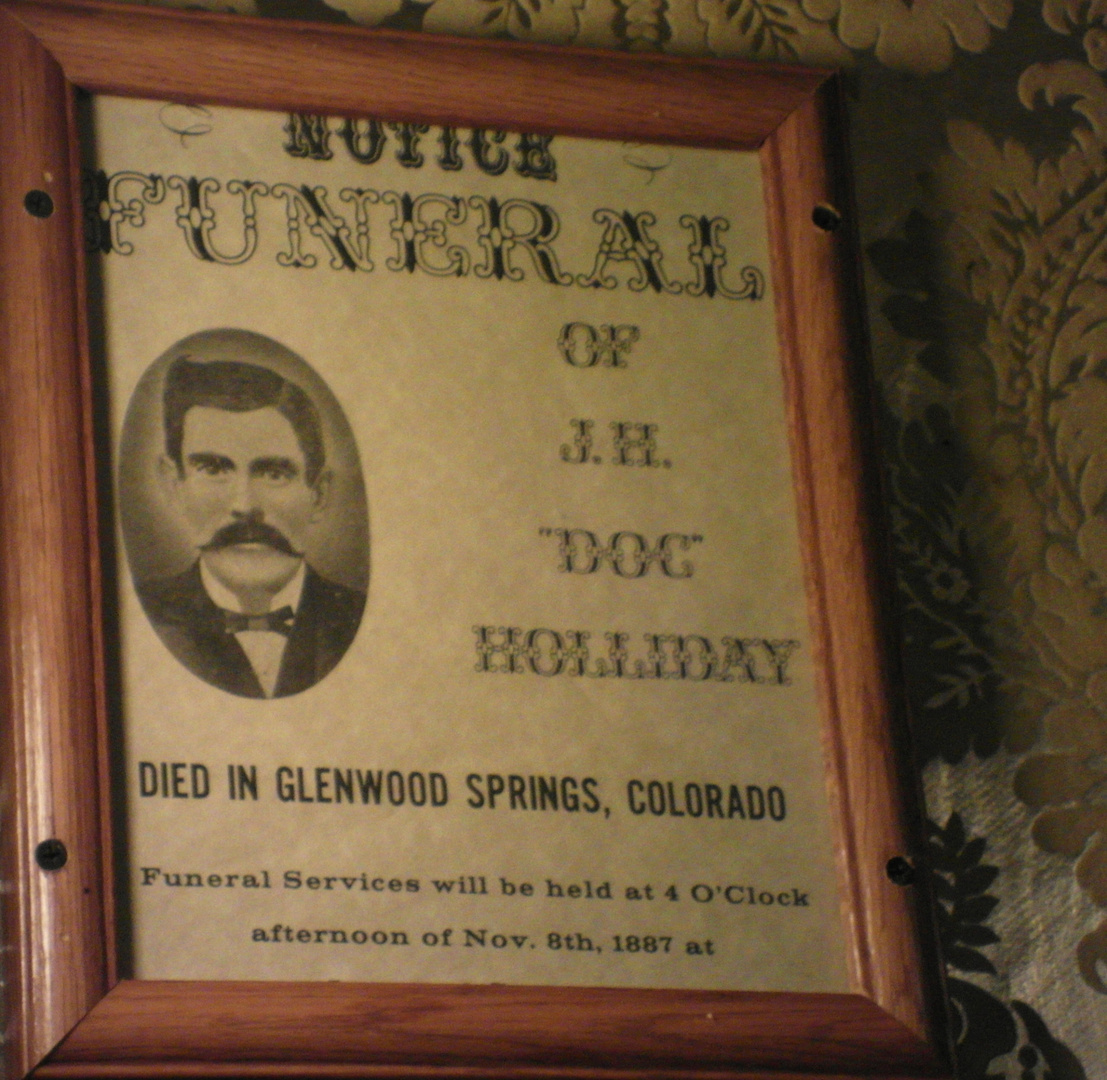 NOTICE
FUNERAL
OF
J.H.
"DOC"
HOLLIDAY
DIED IN GLENWOOD SPRINGS, COLORADO
Funeral Services will be held at 4 O'Clock
afternoon of Nov. 8th, 1887 at